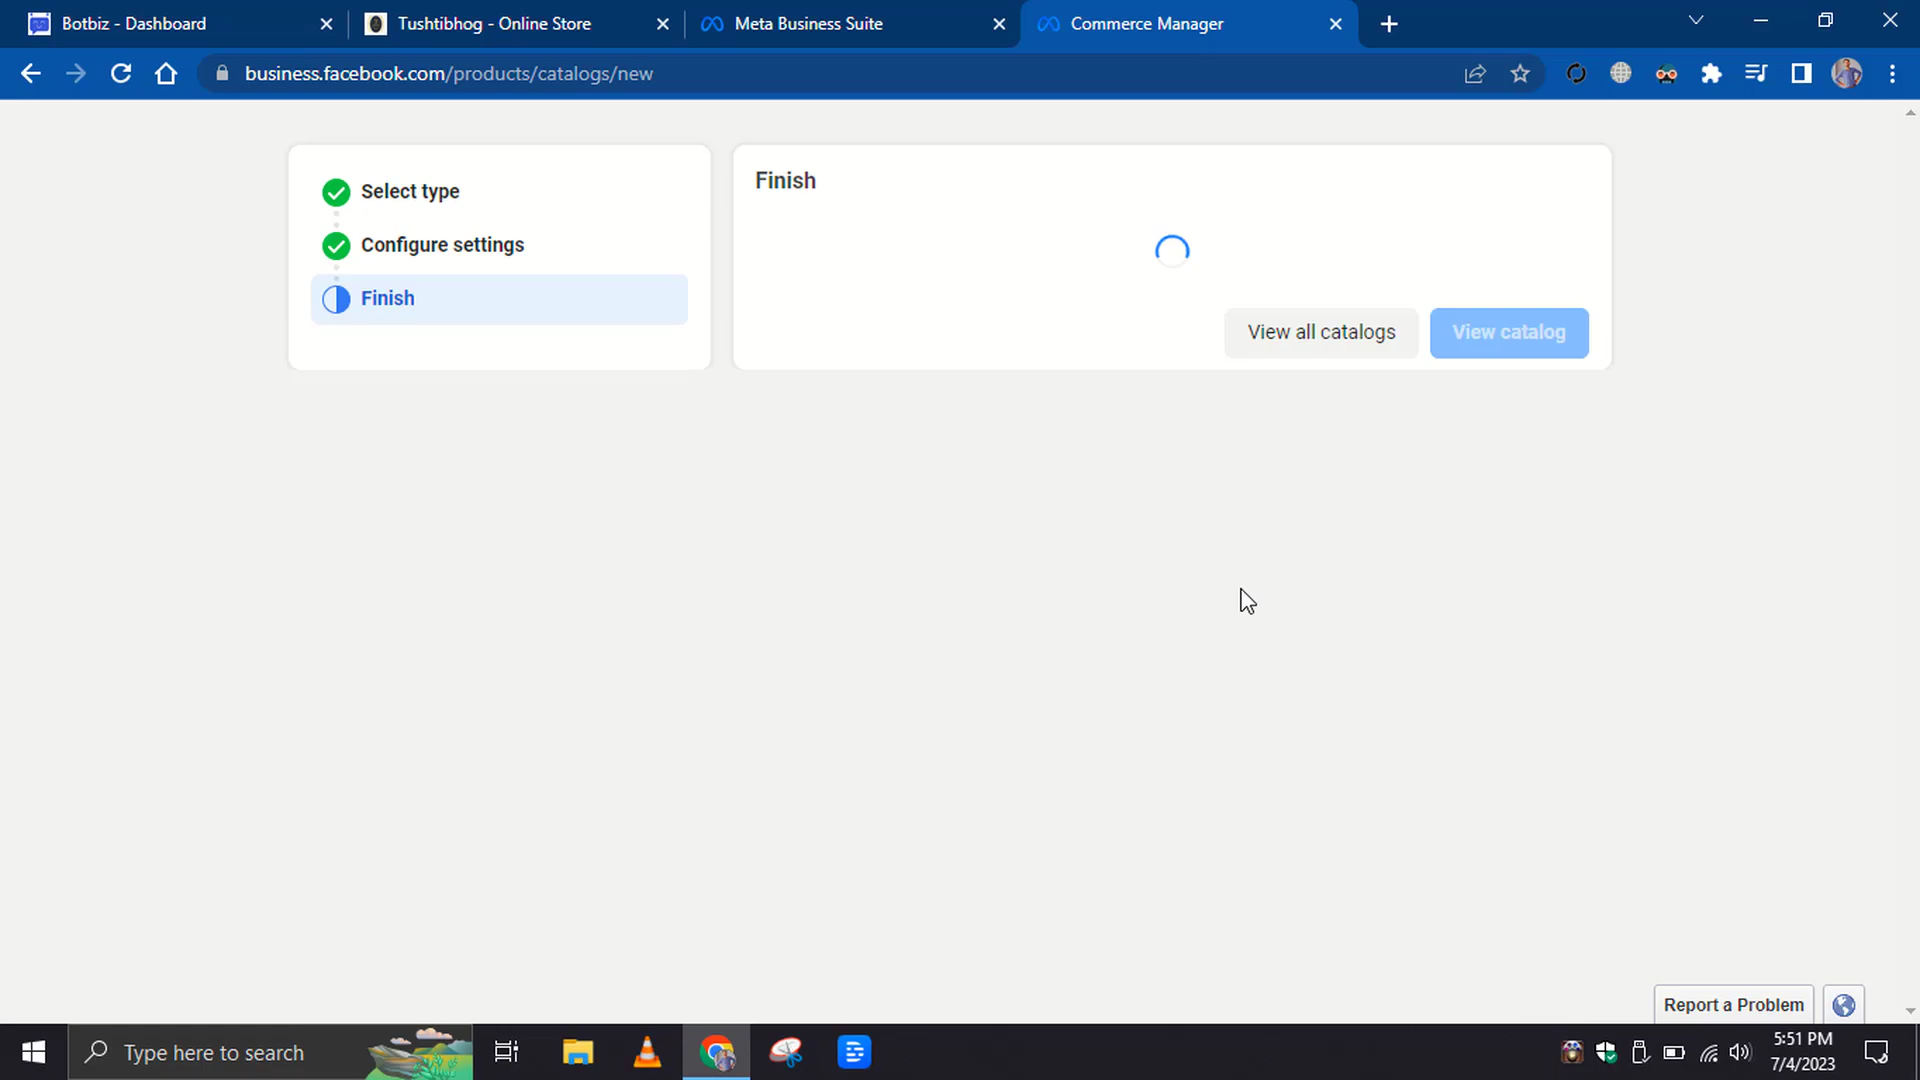 Botbiz - Dashboard
Tushtibhog - Online Store
Meta Business Suite
Commerce Manager
business.facebook.com/products/catalogs/new
Select type
Configure settings
Finish
Finish
View all catalogs
View catalog
Report a Problem
Type here to search
5:51 PM
7/4/2023